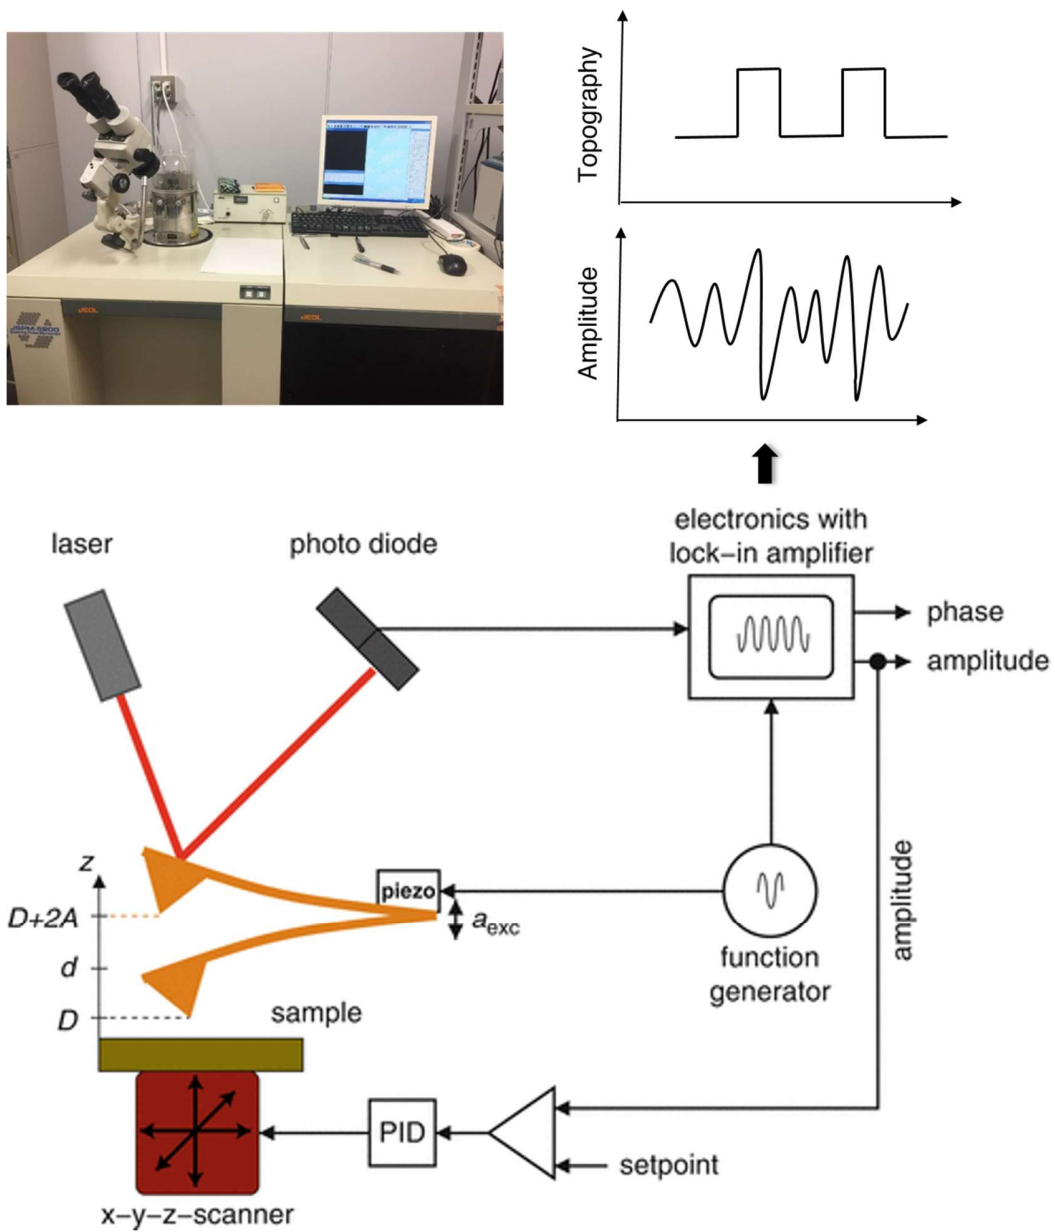 JEOL
JEOL
JSPM-5200
Topography
Amplitude
electronics with
lock-in amplifier
laser
photo diode
phase
amplitude
z
piezo
D+2A
a exc
amplitude
d
function
generator
D
sample
PID
setpoint
x-y-z-scanner